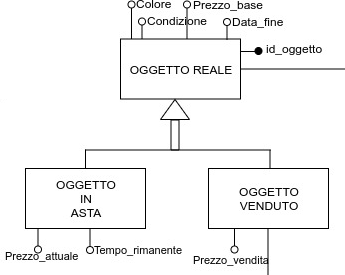 Colore
Prezzo_base
Condizione
Data_fine
id_oggetto
OGGETTO REALE
OGGETTO
IN
ASTA
OGGETTO
VENDUTO
Prezzo_attuale
Tempo_rimanente
Prezzo_vendita